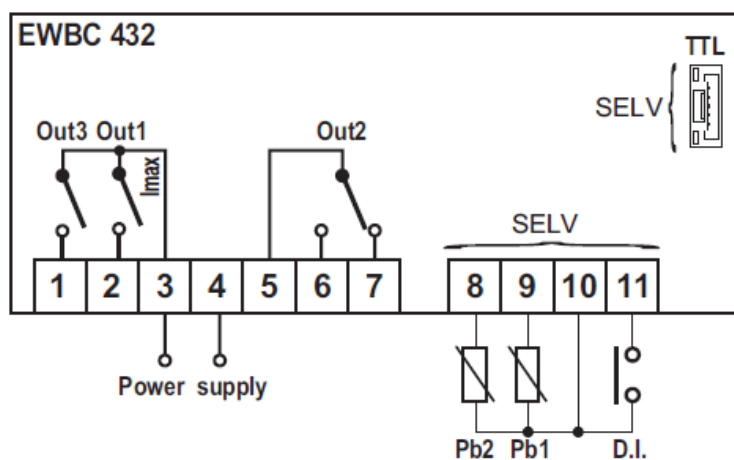 EWBC 432
TTL
SELV
Out3 Out1
Imax
Out2
SELV
1 2 3 4 5 6 7
8 9 10 11
Power supply
Pb2 Pb1 D.I.